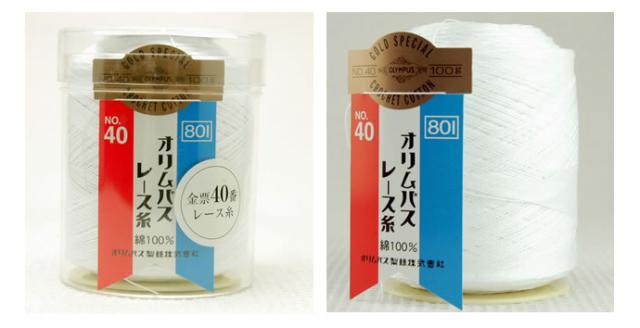 GOLD SPECIAL
NO.40 OLYMPUS 100g
CROCHET COTTON
NO.
40
801
オリムパス
レース糸
金票40番
レース糸
綿100%
オリムパス製絲株式會社
GOLD SPECIAL
NO.40 OLYMPUS 100g
CROCHET COTTON
NO.
40
801
オリムパス
レース糸
綿100%
オリムパス製絲株式會社